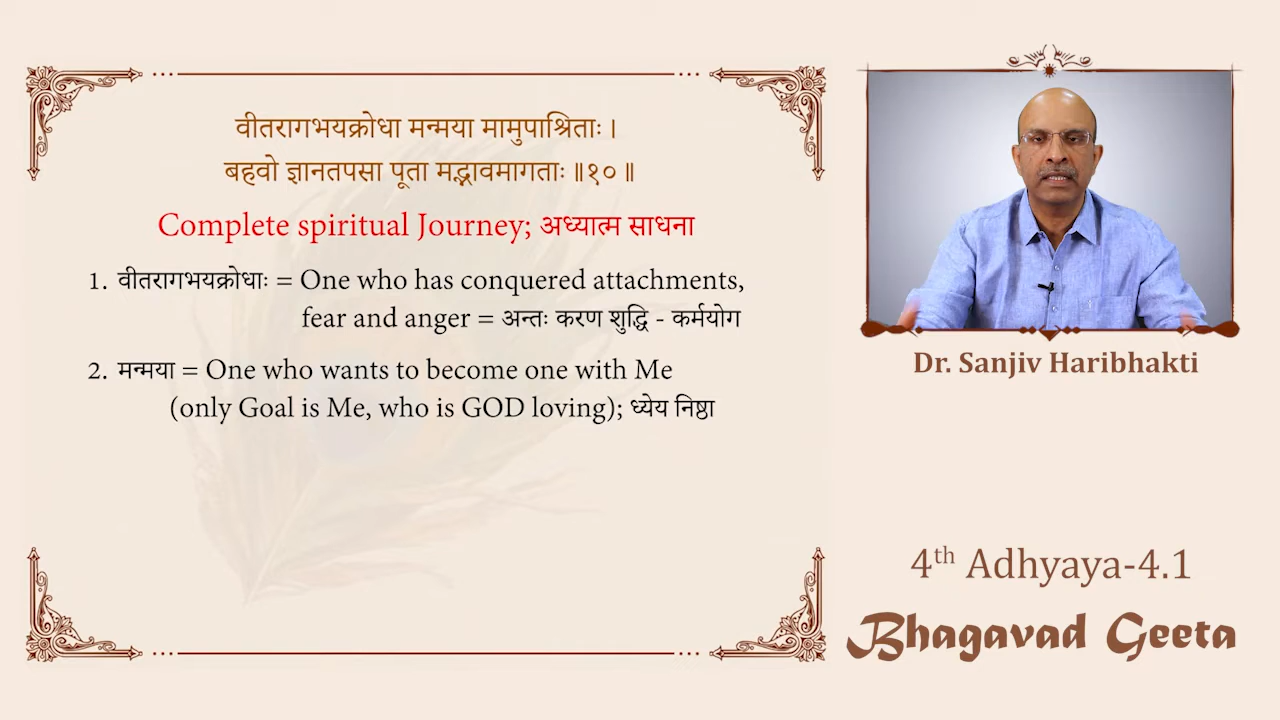 वीतरागभयक्रोधा मन्मया मामुपाश्रिताः ।
बहवो ज्ञानतपसा पूता मद्भावमागताः ॥१०॥
Complete spiritual Journey; अध्यात्म साधना
1. वीतरागभयक्रोधाः = One who has conquered attachments,
fear and anger = अन्तः करण शुद्धि - कर्मयोग
2. मन्मया = One who wants to become one with Me
(only Goal is Me, who is GOD loving); ध्येय निष्ठा
Dr. Sanjiv Haribhakti
4th Adhyaya-4.1
Bhagavad Geeta